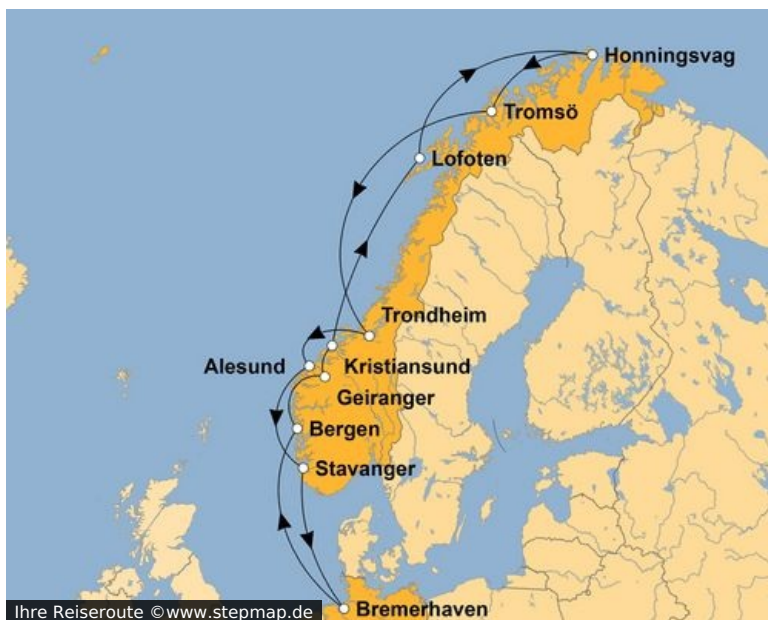 Honningsvag
Tromsö
Lofoten
Trondheim
Alesund
Kristiansund
Geiranger
Bergen
Stavanger
Bremerhaven
Ihre Reiseroute ©www.stepmap.de